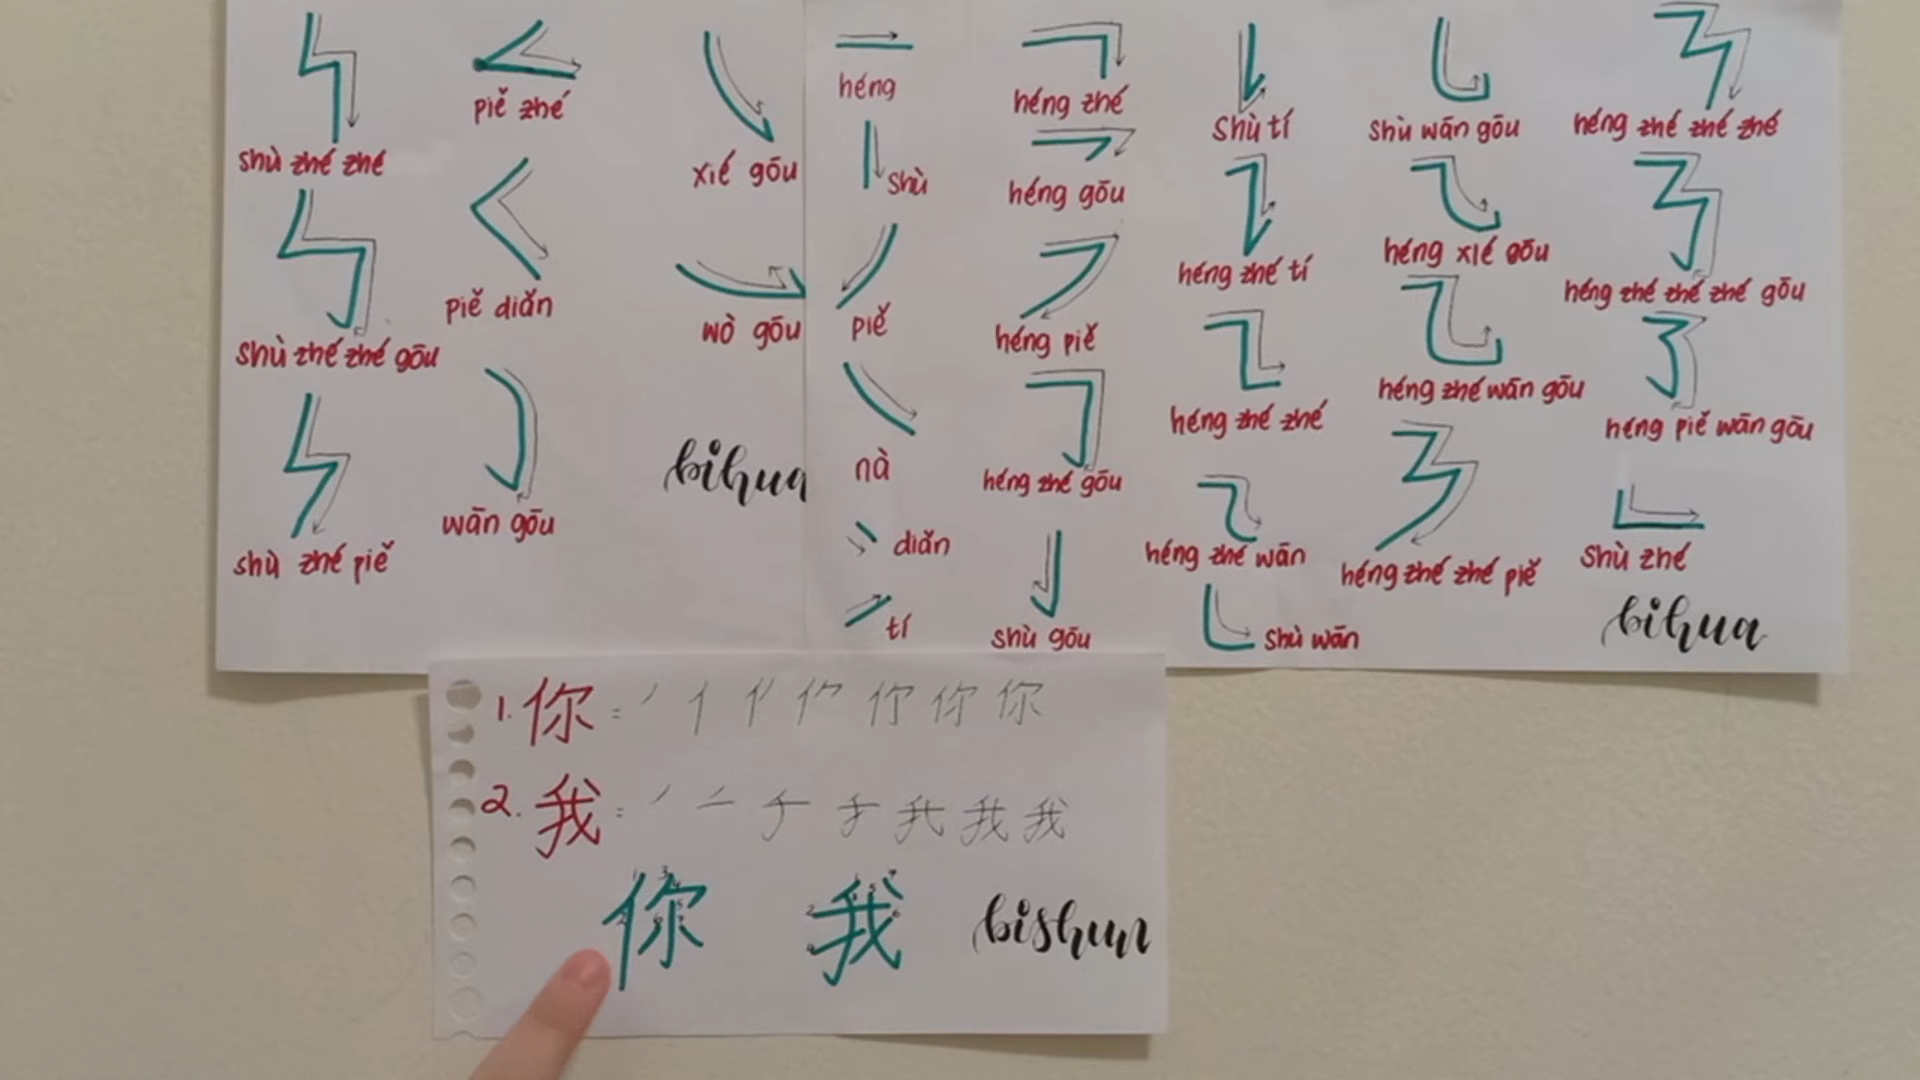 shù zhé zhé
shù zhé zhé gōu
shù zhé piě
piě zhé
piě diǎn
wān gōu
xié gōu
wò gōu
bihua
héng
shù
piě
nà
diǎn
tí
héng zhé
héng gōu
héng piě
héng zhé gōu
shù gōu
shù tí
héng zhé tí
héng zhé zhé
héng zhé wān
shù wān
shù wān gōu
héng xié gōu
héng zhé wān gōu
héng zhé zhé piě
héng zhé zhé zhé
héng zhé zhé zhé gōu
héng piě wān gōu
shù zhé
bihua
1. 你 :
2. 我 :
你 我 bishun